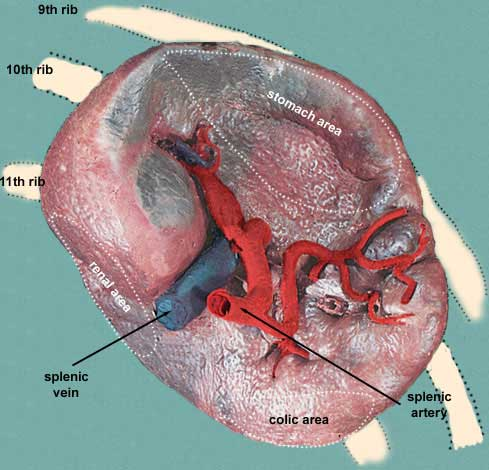 9th rib
10th rib
stomach area
11th rib
renal area
splenic
vein
splenic
artery
colic area